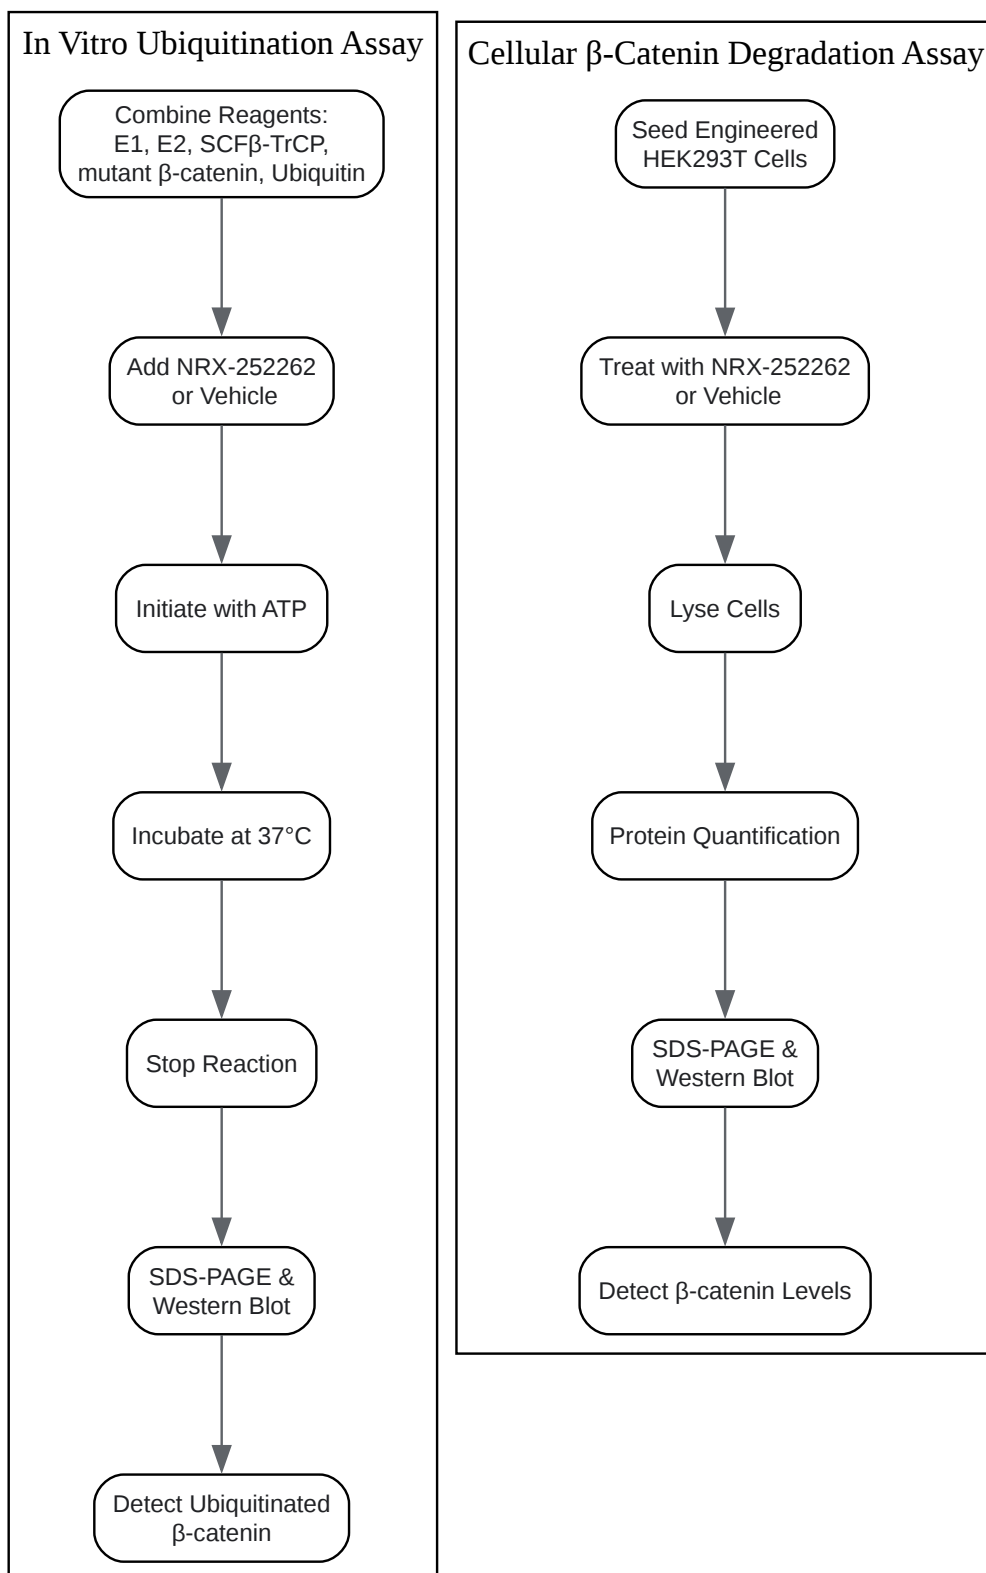 In Vitro Ubiquitination Assay
Combine Reagents:
E1, E2, SCFβ-TrCP,
mutant β-catenin, Ubiquitin
Add NRX-252262
or Vehicle
Initiate with ATP
Incubate at 37°C
Stop Reaction
SDS-PAGE &
Western Blot
Detect Ubiquitinated
β-catenin
Cellular β-Catenin Degradation Assay
Seed Engineered
HEK293T Cells
Treat with NRX-252262
or Vehicle
Lyse Cells
Protein Quantification
SDS-PAGE &
Western Blot
Detect β-catenin Levels